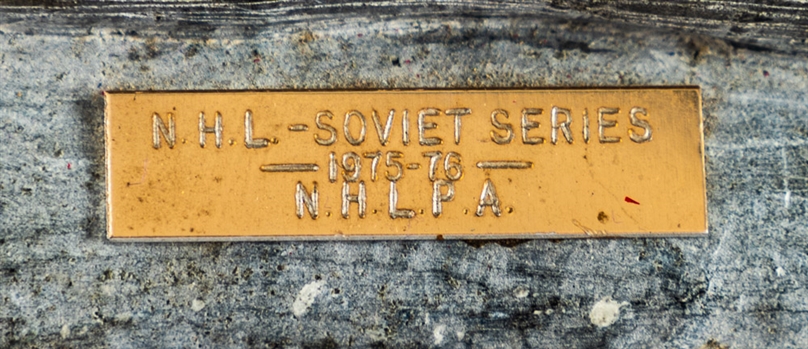 N.H.L.-SOVIET SERIES
— 1975-76 —
N.H.L.P.A.